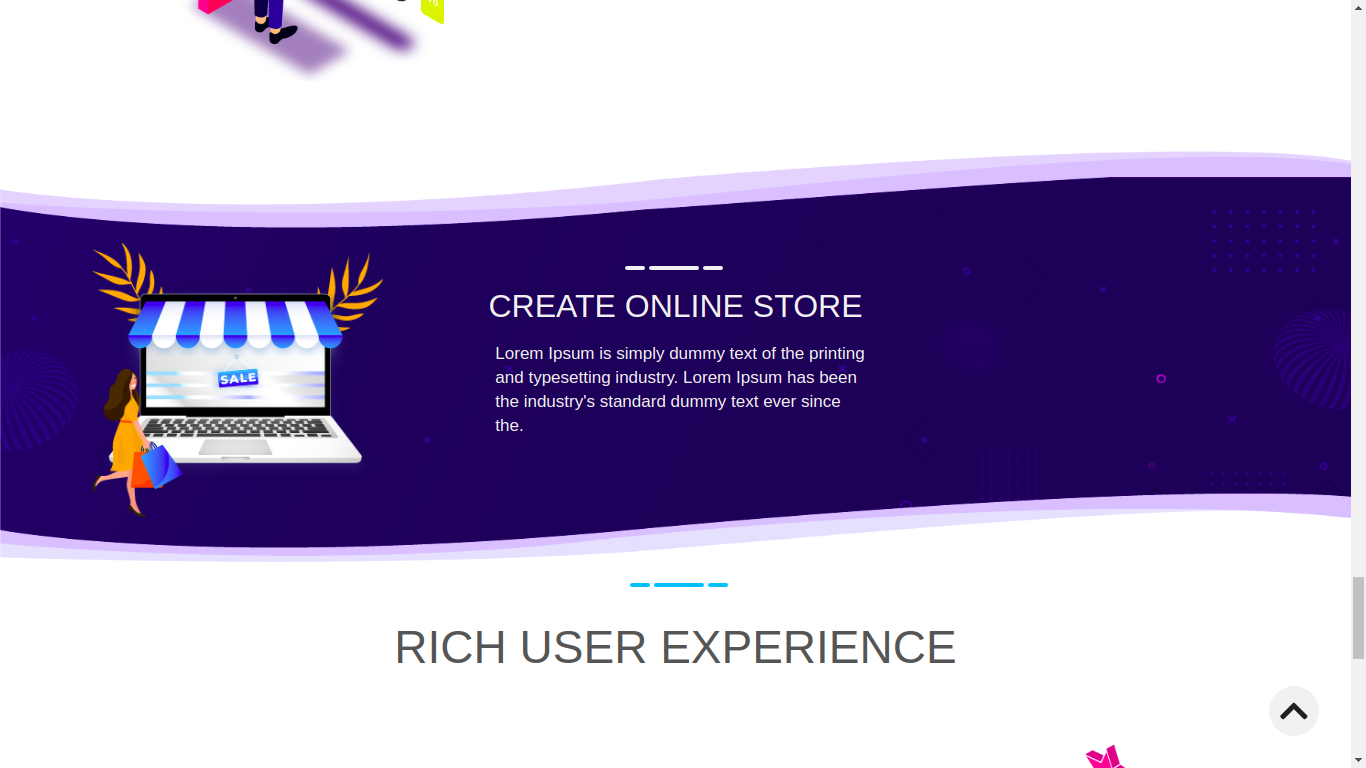 CREATE ONLINE STORE
SALE
Lorem Ipsum is simply dummy text of the printing
and typesetting industry. Lorem Ipsum has been
the industry's standard dummy text ever since
the.
RICH USER EXPERIENCE